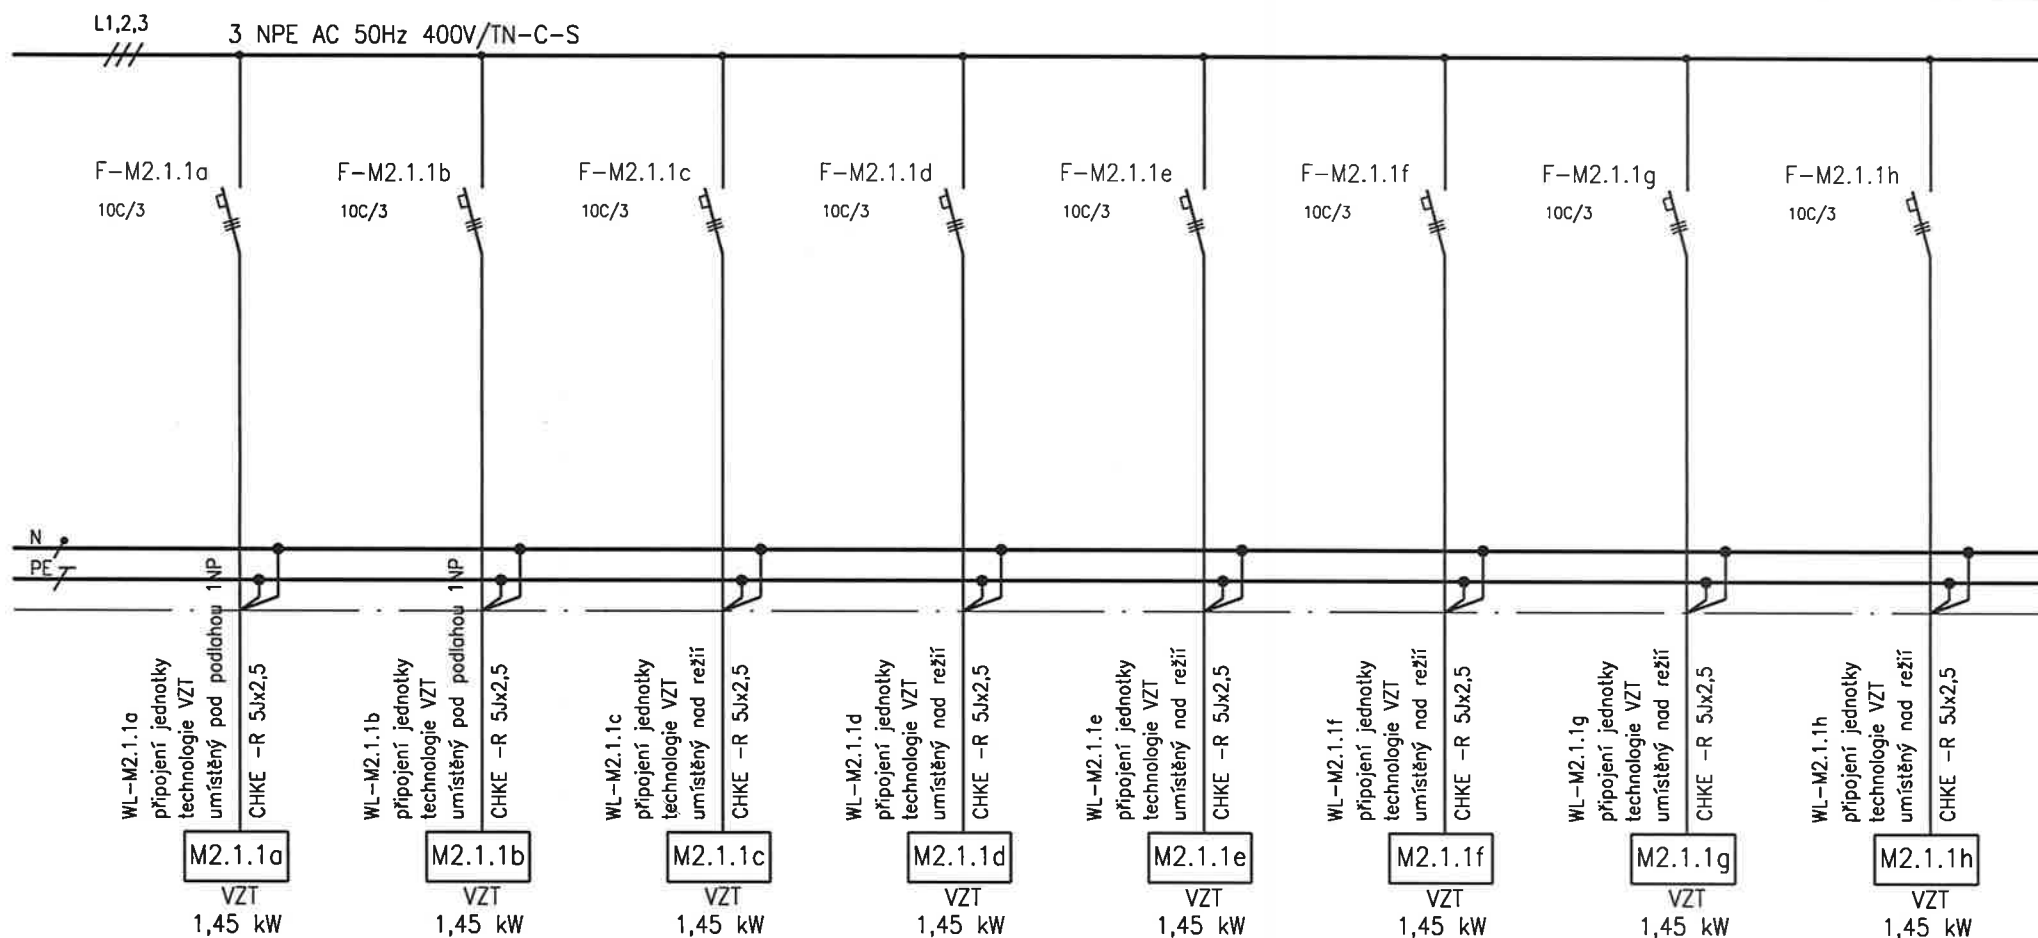 L1,2,3
3 NPE AC 50Hz 400V/TN-C-S
F-M2.1.1a
10C/3
F-M2.1.1b
10C/3
F-M2.1.1c
10C/3
F-M2.1.1d
10C/3
F-M2.1.1e
10C/3
F-M2.1.1f
10C/3
F-M2.1.1g
10C/3
F-M2.1.1h
10C/3
N
PE
WL-M2.1.1a
připojení jednotky
technologie VZT
umístěný pod podlahou 1NP
CHKE -R 5Jx2,5
WL-M2.1.1b
připojení jednotky
technologie VZT
umístěný pod podlahou 1NP
CHKE -R 5Jx2,5
WL-M2.1.1c
připojení jednotky
technologie VZT
umístěný nad režií
CHKE -R 5Jx2,5
WL-M2.1.1d
připojení jednotky
technologie VZT
umístěný nad režií
CHKE -R 5Jx2,5
WL-M2.1.1e
připojení jednotky
technologie VZT
umístěný nad režií
CHKE -R 5Jx2,5
WL-M2.1.1f
připojení jednotky
technologie VZT
umístěný nad režií
CHKE -R 5Jx2,5
WL-M2.1.1g
připojení jednotky
technologie VZT
umístěný nad režií
CHKE -R 5Jx2,5
WL-M2.1.1h
připojení jednotky
technologie VZT
umístěný nad režií
CHKE -R 5Jx2,5
M2.1.1a
VZT
1,45 kW
M2.1.1b
VZT
1,45 kW
M2.1.1c
VZT
1,45 kW
M2.1.1d
VZT
1,45 kW
M2.1.1e
VZT
1,45 kW
M2.1.1f
VZT
1,45 kW
M2.1.1g
VZT
1,45 kW
M2.1.1h
VZT
1,45 kW